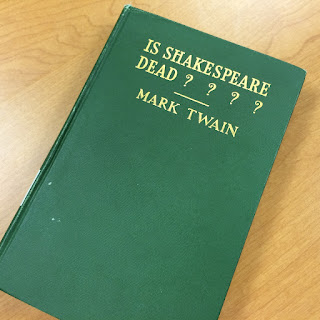 IS SHAKESPEARE
DEAD ? ? ? ?
MARK TWAIN